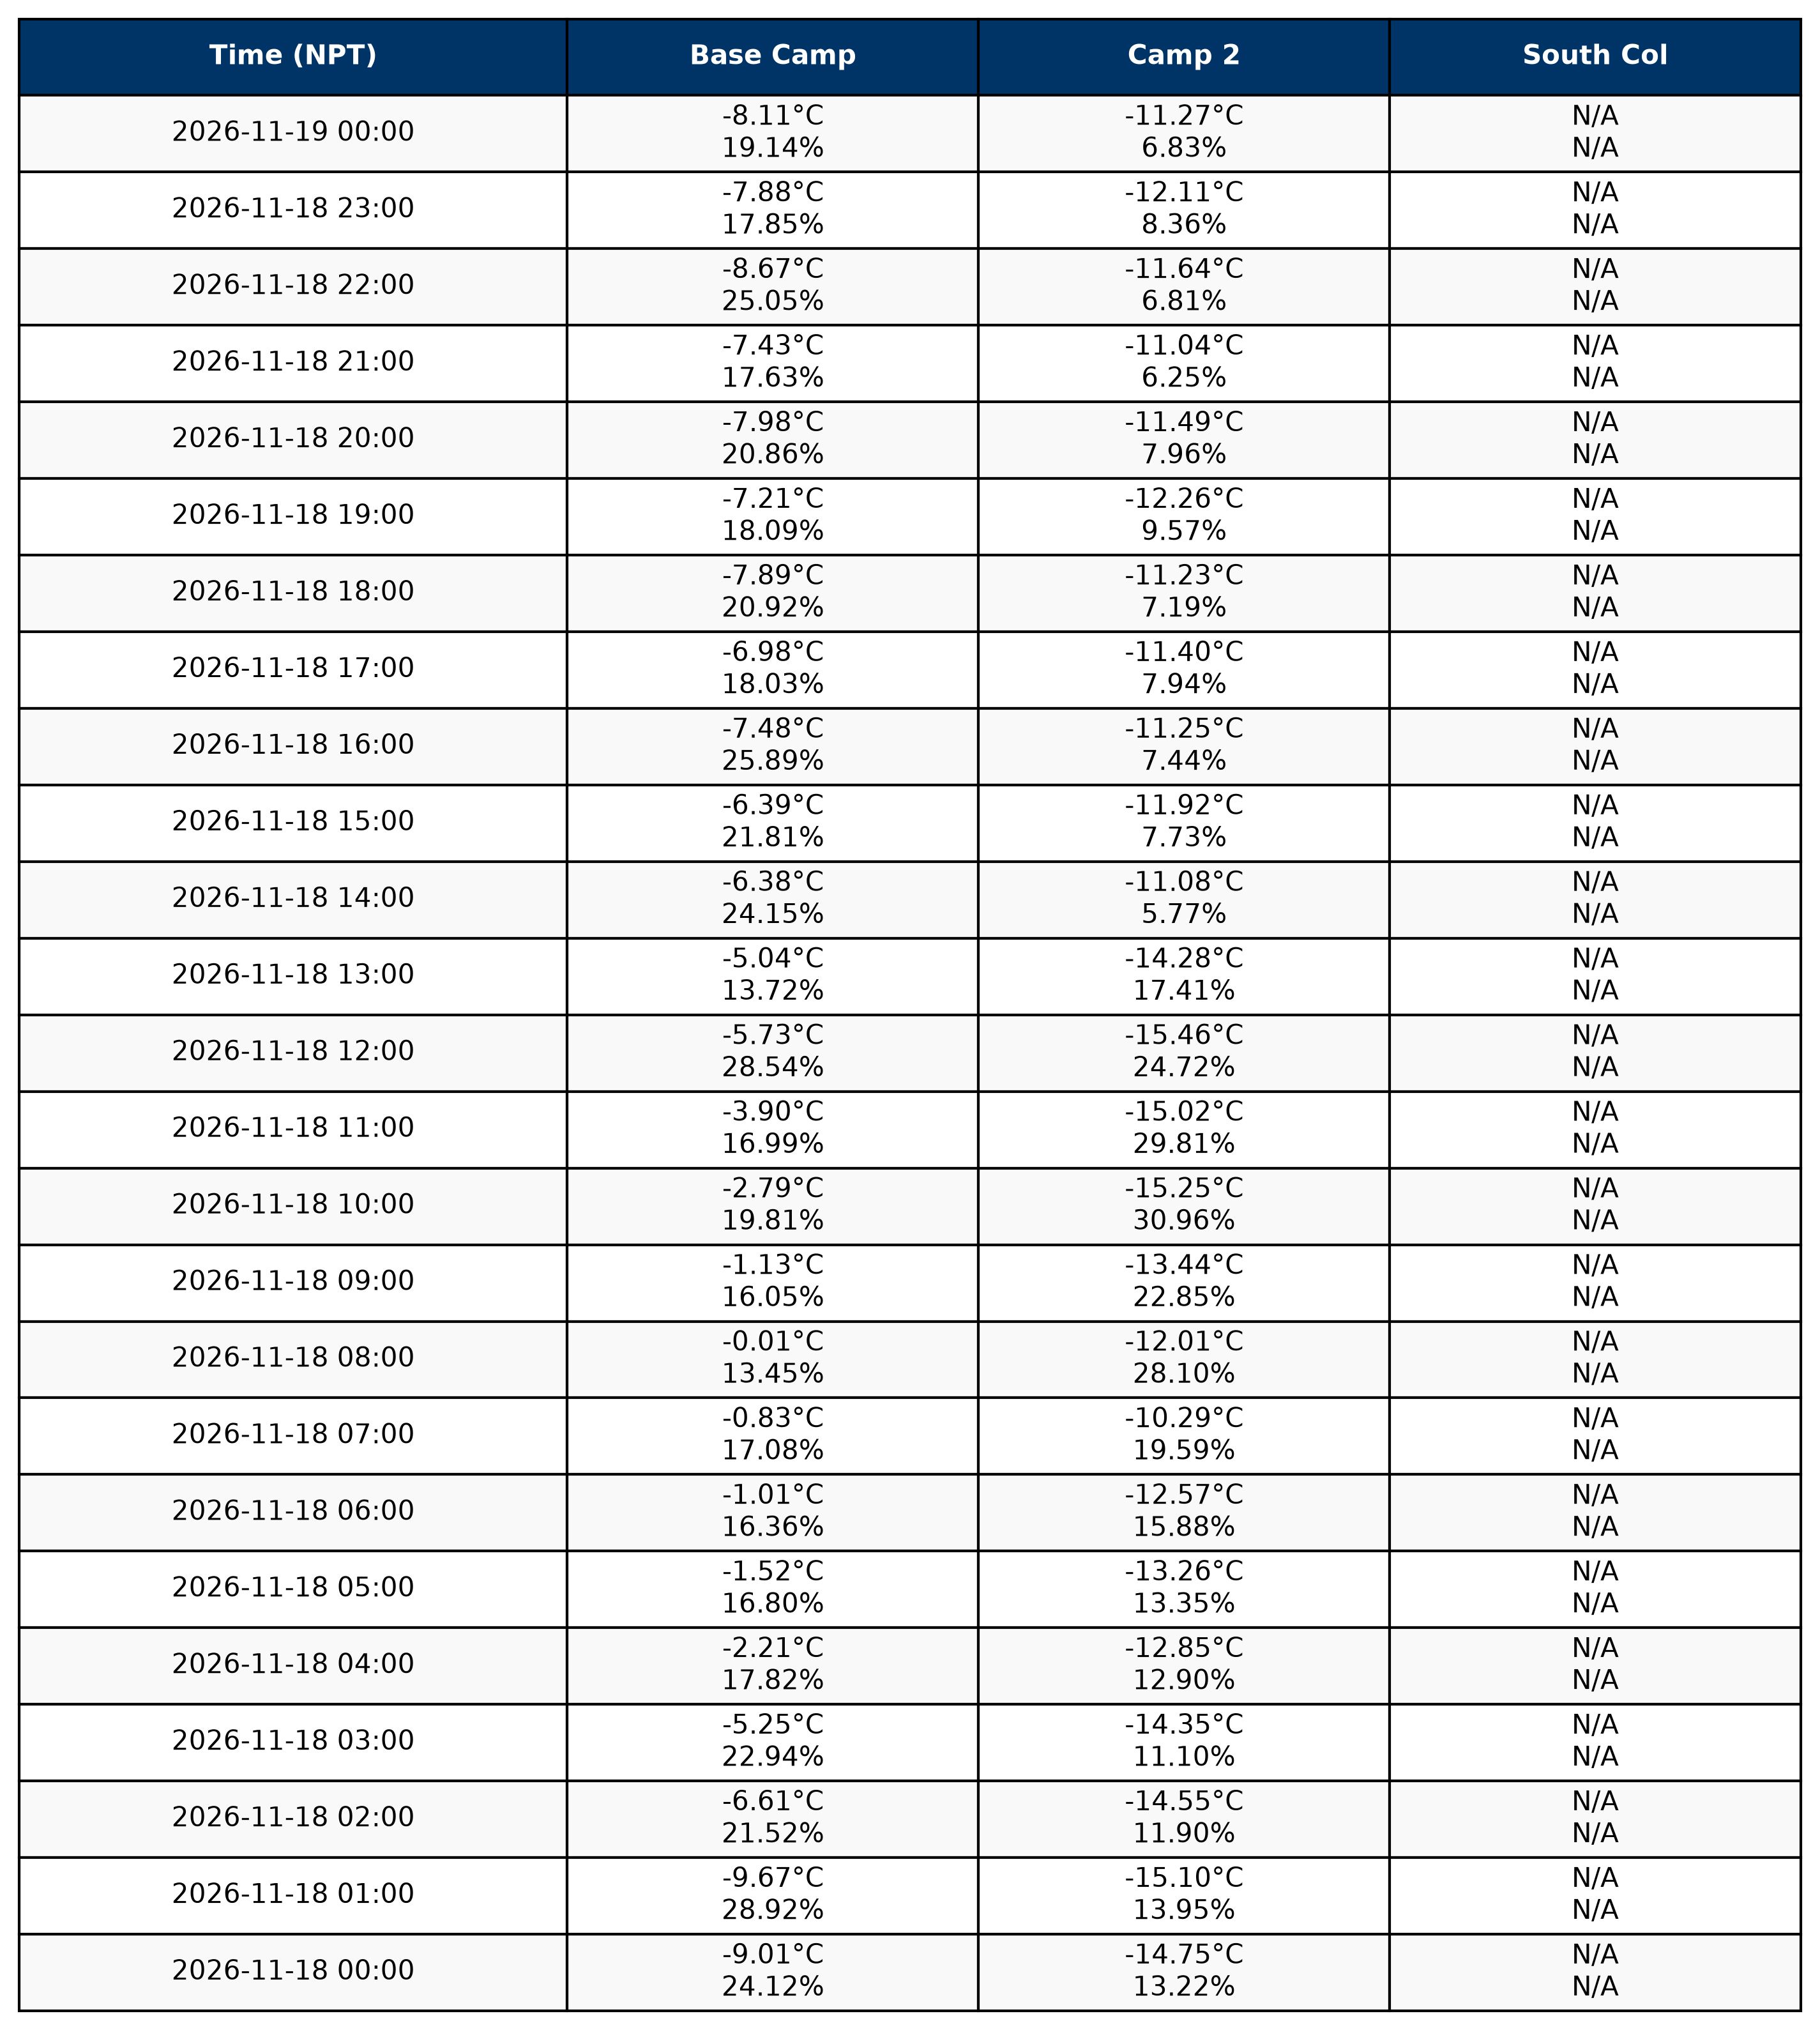 Time (NPT) Base Camp Camp 2 South Col
-8.11°C -11.27°C N/A
2026-11-19 00:00
19.14% 6.83% N/A
-7.88°C -12.11°C N/A
2026-11-18 23:00
17.85% 8.36% N/A
-8.67°C -11.64°C N/A
2026-11-18 22:00
25.05% 6.81% N/A
-7.43°C -11.04°C N/A
2026-11-18 21:00
17.63% 6.25% N/A
-7.98°C -11.49°C N/A
2026-11-18 20:00
20.86% 7.96% N/A
-7.21°C -12.26°C N/A
2026-11-18 19:00
18.09% 9.57% N/A
-7.89°C -11.23°C N/A
2026-11-18 18:00
20.92% 7.19% N/A
-6.98°C -11.40°C N/A
2026-11-18 17:00
18.03% 7.94% N/A
-7.48°C -11.25°C N/A
2026-11-18 16:00
25.89% 7.44% N/A
-6.39°C -11.92°C N/A
2026-11-18 15:00
21.81% 7.73% N/A
-6.38°C -11.08°C N/A
2026-11-18 14:00
24.15% 5.77% N/A
-5.04°C -14.28°C N/A
2026-11-18 13:00
13.72% 17.41% N/A
-5.73°C -15.46°C N/A
2026-11-18 12:00
28.54% 24.72% N/A
-3.90°C -15.02°C N/A
2026-11-18 11:00
16.99% 29.81% N/A
-2.79°C -15.25°C N/A
2026-11-18 10:00
19.81% 30.96% N/A
-1.13°C -13.44°C N/A
2026-11-18 09:00
16.05% 22.85% N/A
-0.01°C -12.01°C N/A
2026-11-18 08:00
13.45% 28.10% N/A
-0.83°C -10.29°C N/A
2026-11-18 07:00
17.08% 19.59% N/A
-1.01°C -12.57°C N/A
2026-11-18 06:00
16.36% 15.88% N/A
-1.52°C -13.26°C N/A
2026-11-18 05:00
16.80% 13.35% N/A
-2.21°C -12.85°C N/A
2026-11-18 04:00
17.82% 12.90% N/A
-5.25°C -14.35°C N/A
2026-11-18 03:00
22.94% 11.10% N/A
-6.61°C -14.55°C N/A
2026-11-18 02:00
21.52% 11.90% N/A
-9.67°C -15.10°C N/A
2026-11-18 01:00
28.92% 13.95% N/A
-9.01°C -14.75°C N/A
2026-11-18 00:00
24.12% 13.22% N/A